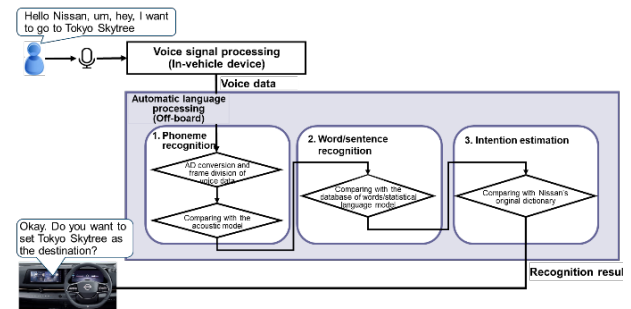 Hello Nissan, um, hey, I want
to go to Tokyo Skytree
Voice signal processing
(In-vehicle device)
Voice data
Automatic language
processing
(Off-board)
1. Phoneme
recognition
AD conversion and
frame division of
voice data
Comparing with the
acoustic model
2. Word/sentence
recognition
Comparing with the
database of words/statistical
language model
3. Intention estimation
Comparing with Nissan's
original dictionary
Okay. Do you want to
set Tokyo Skytree as
the destination?
Recognition resul